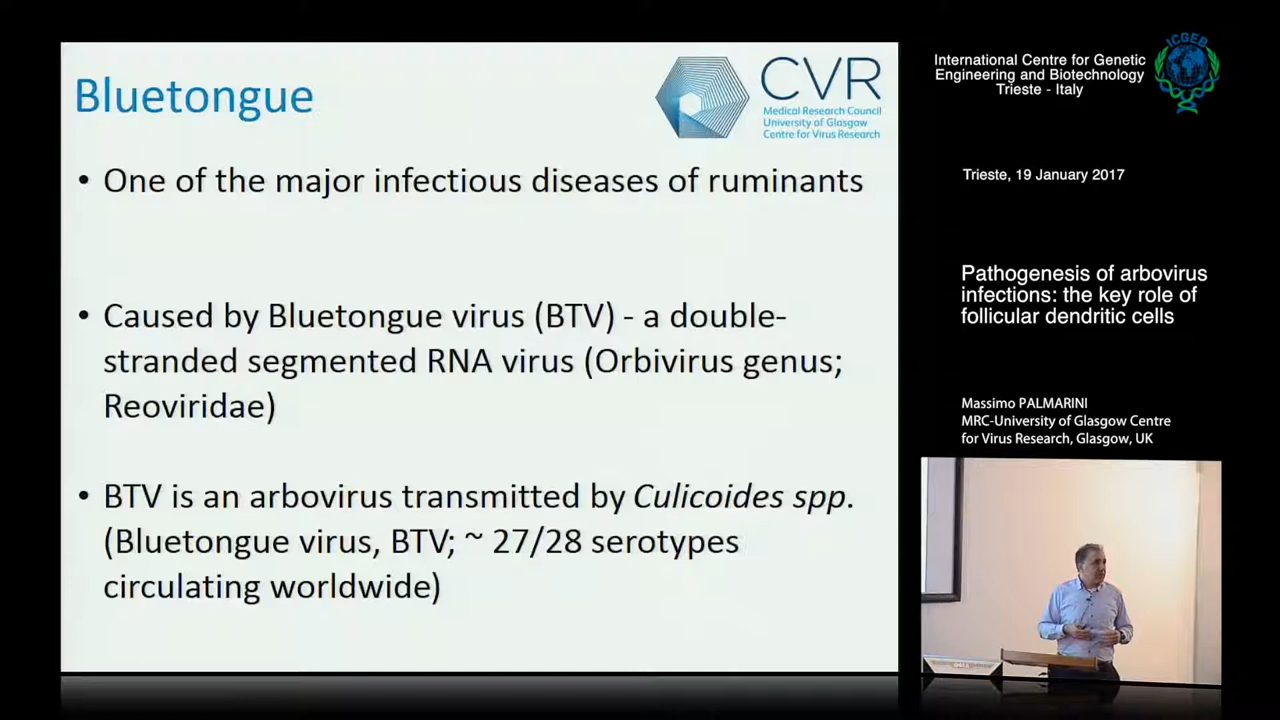 Bluetongue
CVR
Medical Research Council
University of Glasgow
Centre for Virus Research
• One of the major infectious diseases of ruminants
• Caused by Bluetongue virus (BTV) - a double-
stranded segmented RNA virus (Orbivirus genus;
Reoviridae)
• BTV is an arbovirus transmitted by Culicoides spp.
(Bluetongue virus, BTV; ~ 27/28 serotypes
circulating worldwide)
International Centre for Genetic
Engineering and Biotechnology
Trieste - Italy
ICGEB
Trieste, 19 January 2017
Pathogenesis of arbovirus
infections: the key role of
follicular dendritic cells
Massimo PALMARINI
MRC-University of Glasgow Centre
for Virus Research, Glasgow, UK